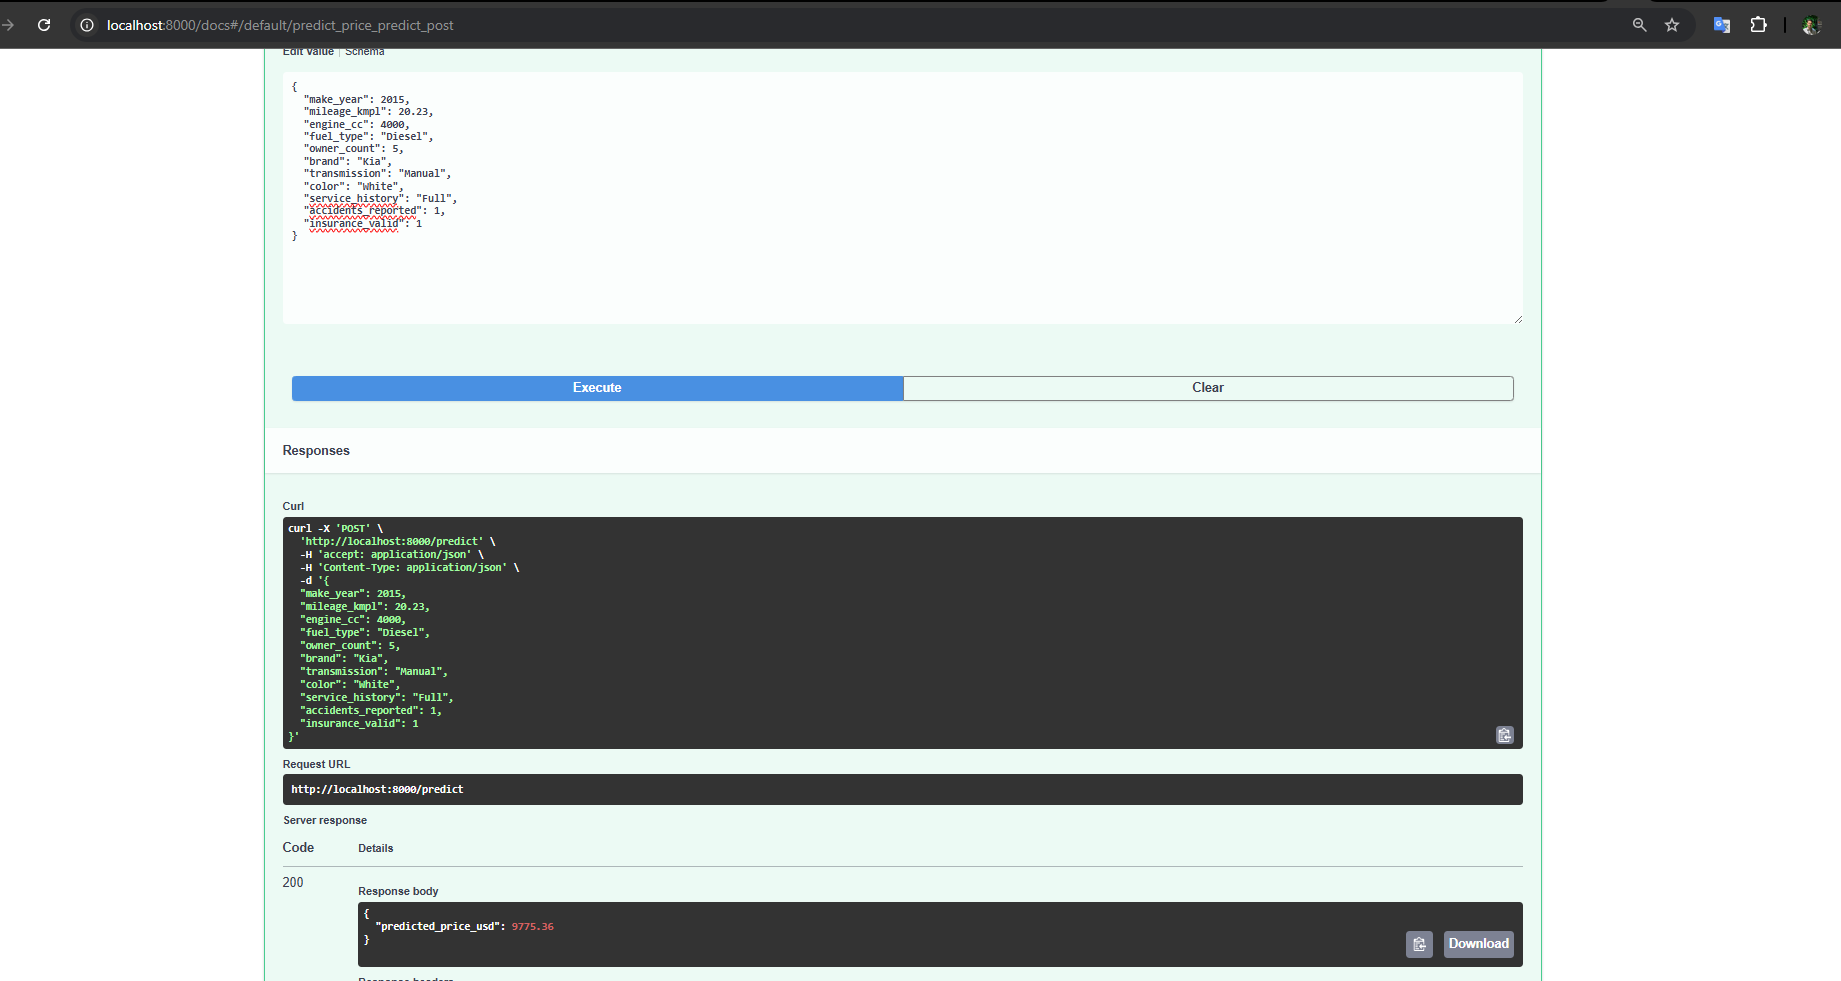 localhost:8000/docs#/default/predict_price_predict_post
Edit Value | Schema
{
"make_year": 2015,
"mileage_kmpl": 20.23,
"engine_cc": 4000,
"fuel_type": "Diesel",
"owner_count": 5,
"brand": "Kia",
"transmission": "Manual",
"color": "White",
"service_history": "Full",
"accidents_reported": 1,
"insurance_valid": 1
}
Execute
Clear
Responses
Curl
curl -X 'POST' \
'http://localhost:8000/predict' \
-H 'accept: application/json' \
-H 'Content-Type: application/json' \
-d '{
"make_year": 2015,
"mileage_kmpl": 20.23,
"engine_cc": 4000,
"fuel_type": "Diesel",
"owner_count": 5,
"brand": "Kia",
"transmission": "Manual",
"color": "White",
"service_history": "Full",
"accidents_reported": 1,
"insurance_valid": 1
}'
Request URL
http://localhost:8000/predict
Server response
Code Details
200
Response body
{
"predicted_price_usd": 9775.36
}
Download
Response headers